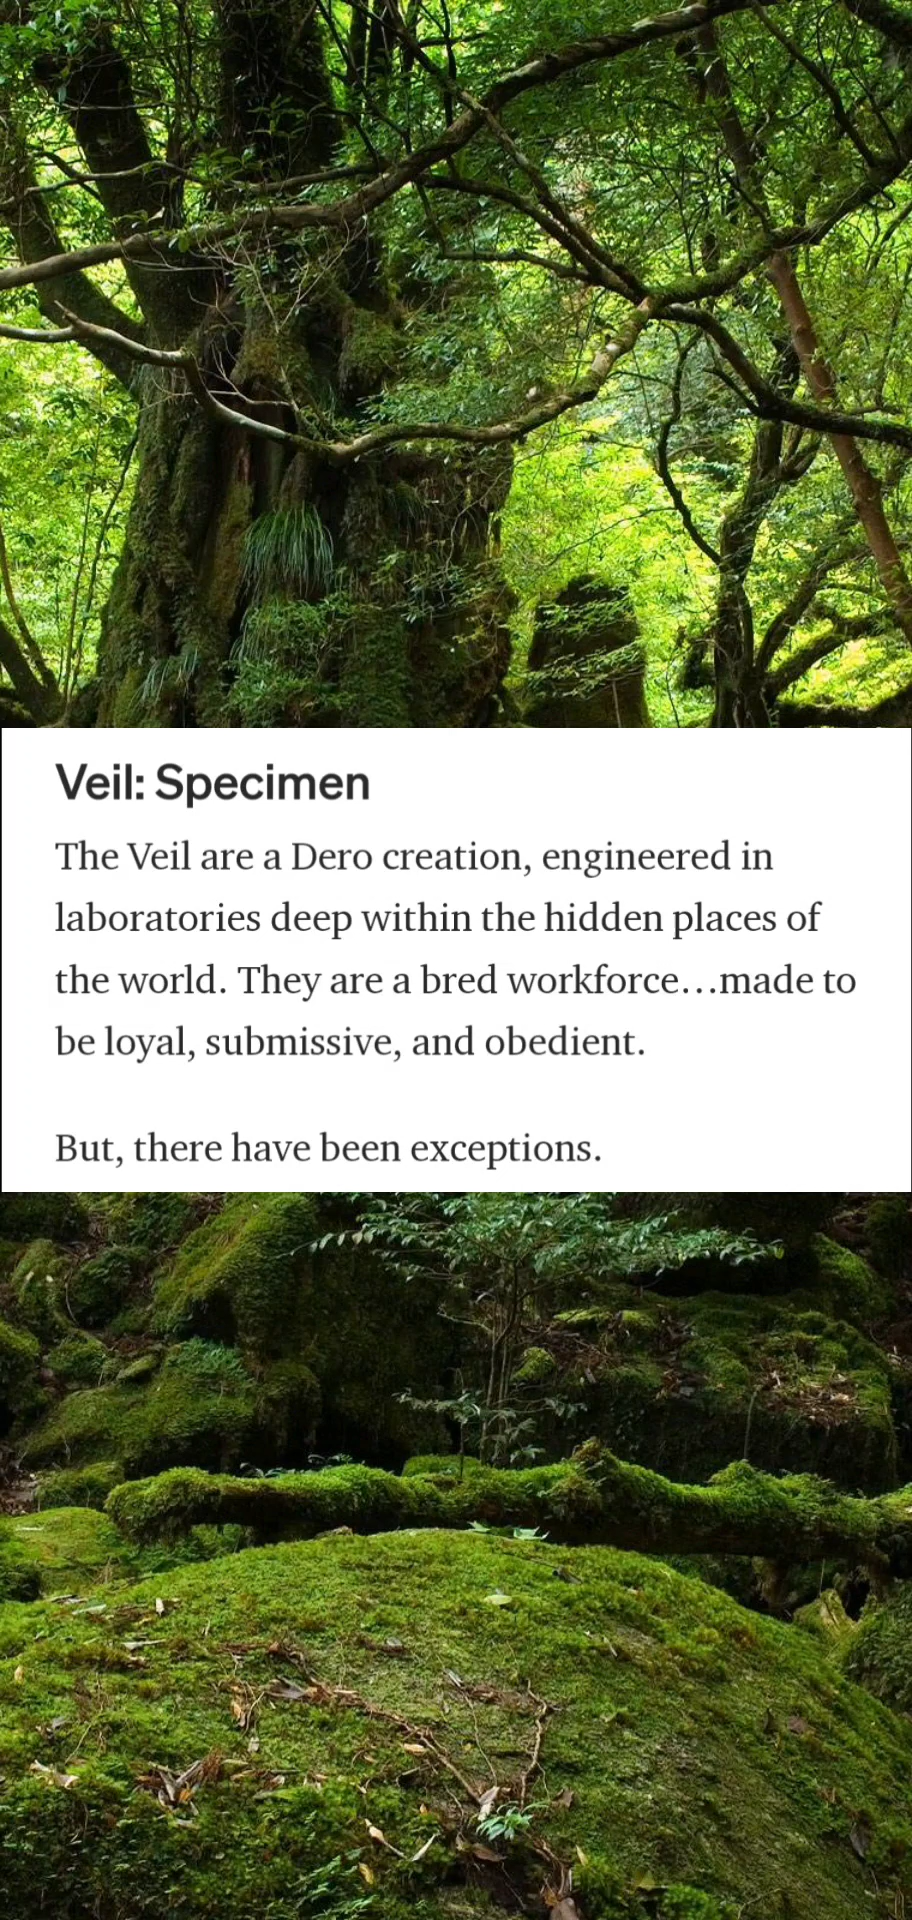 Veil: Specimen
The Veil are a Dero creation, engineered in
laboratories deep within the hidden places of
the world. They are a bred workforce…made to
be loyal, submissive, and obedient.
But, there have been exceptions.